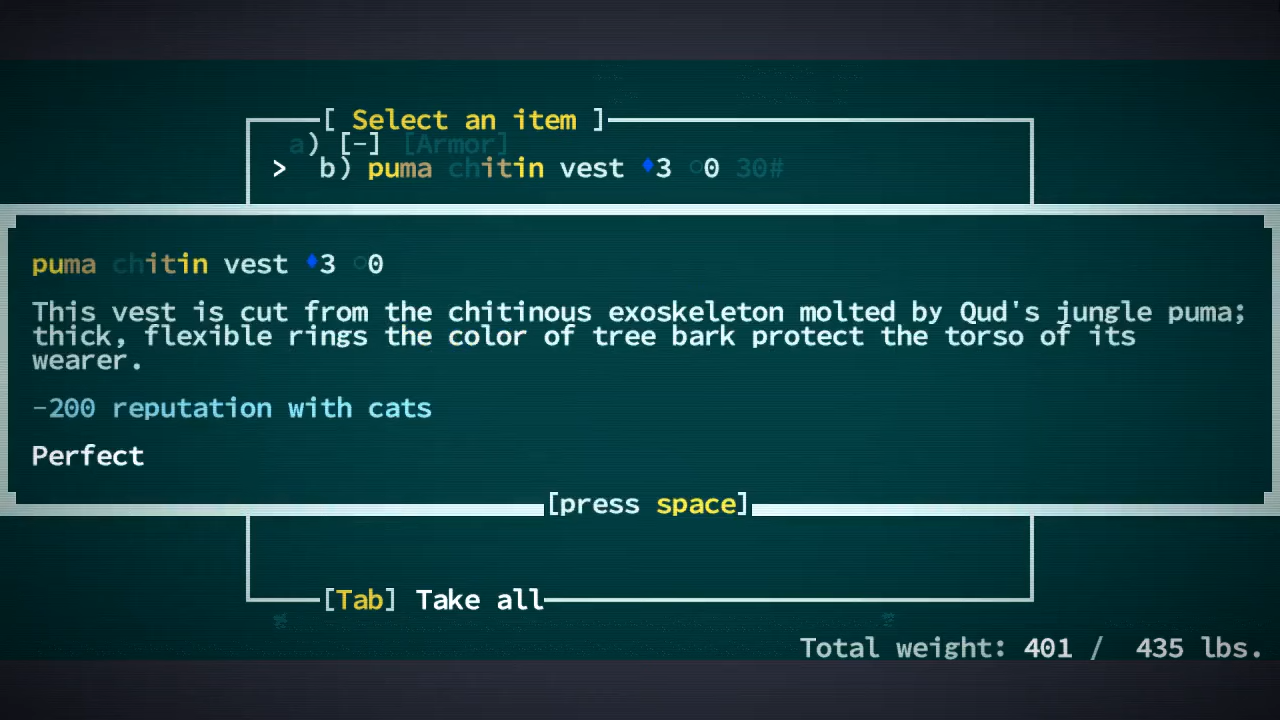 [ Select an item ]
a) [-] [Armor]
> b) puma chitin vest ♦3 ○0 30#
puma chitin vest ♦3 ○0
This vest is cut from the chitinous exoskeleton molted by Qud's jungle puma;
thick, flexible rings the color of tree bark protect the torso of its
wearer.
-200 reputation with cats
Perfect
[press space]
[Tab] Take all
Total weight: 401 / 435 lbs.